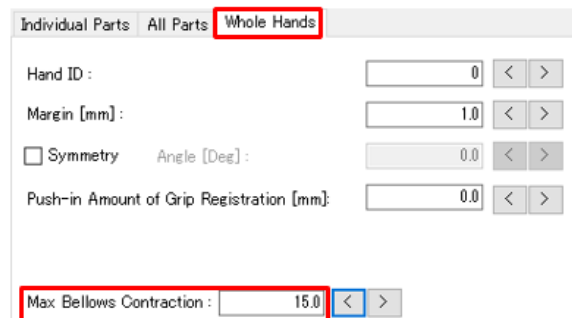 Individual Parts All Parts Whole Hands
Hand ID : 0 < >
Margin [mm] : 1.0 < >
Symmetry Angle [Deg] : 0.0 < >
Push-in Amount of Grip Registration [mm]: 0.0 < >
Max Bellows Contraction : 15.0 < >